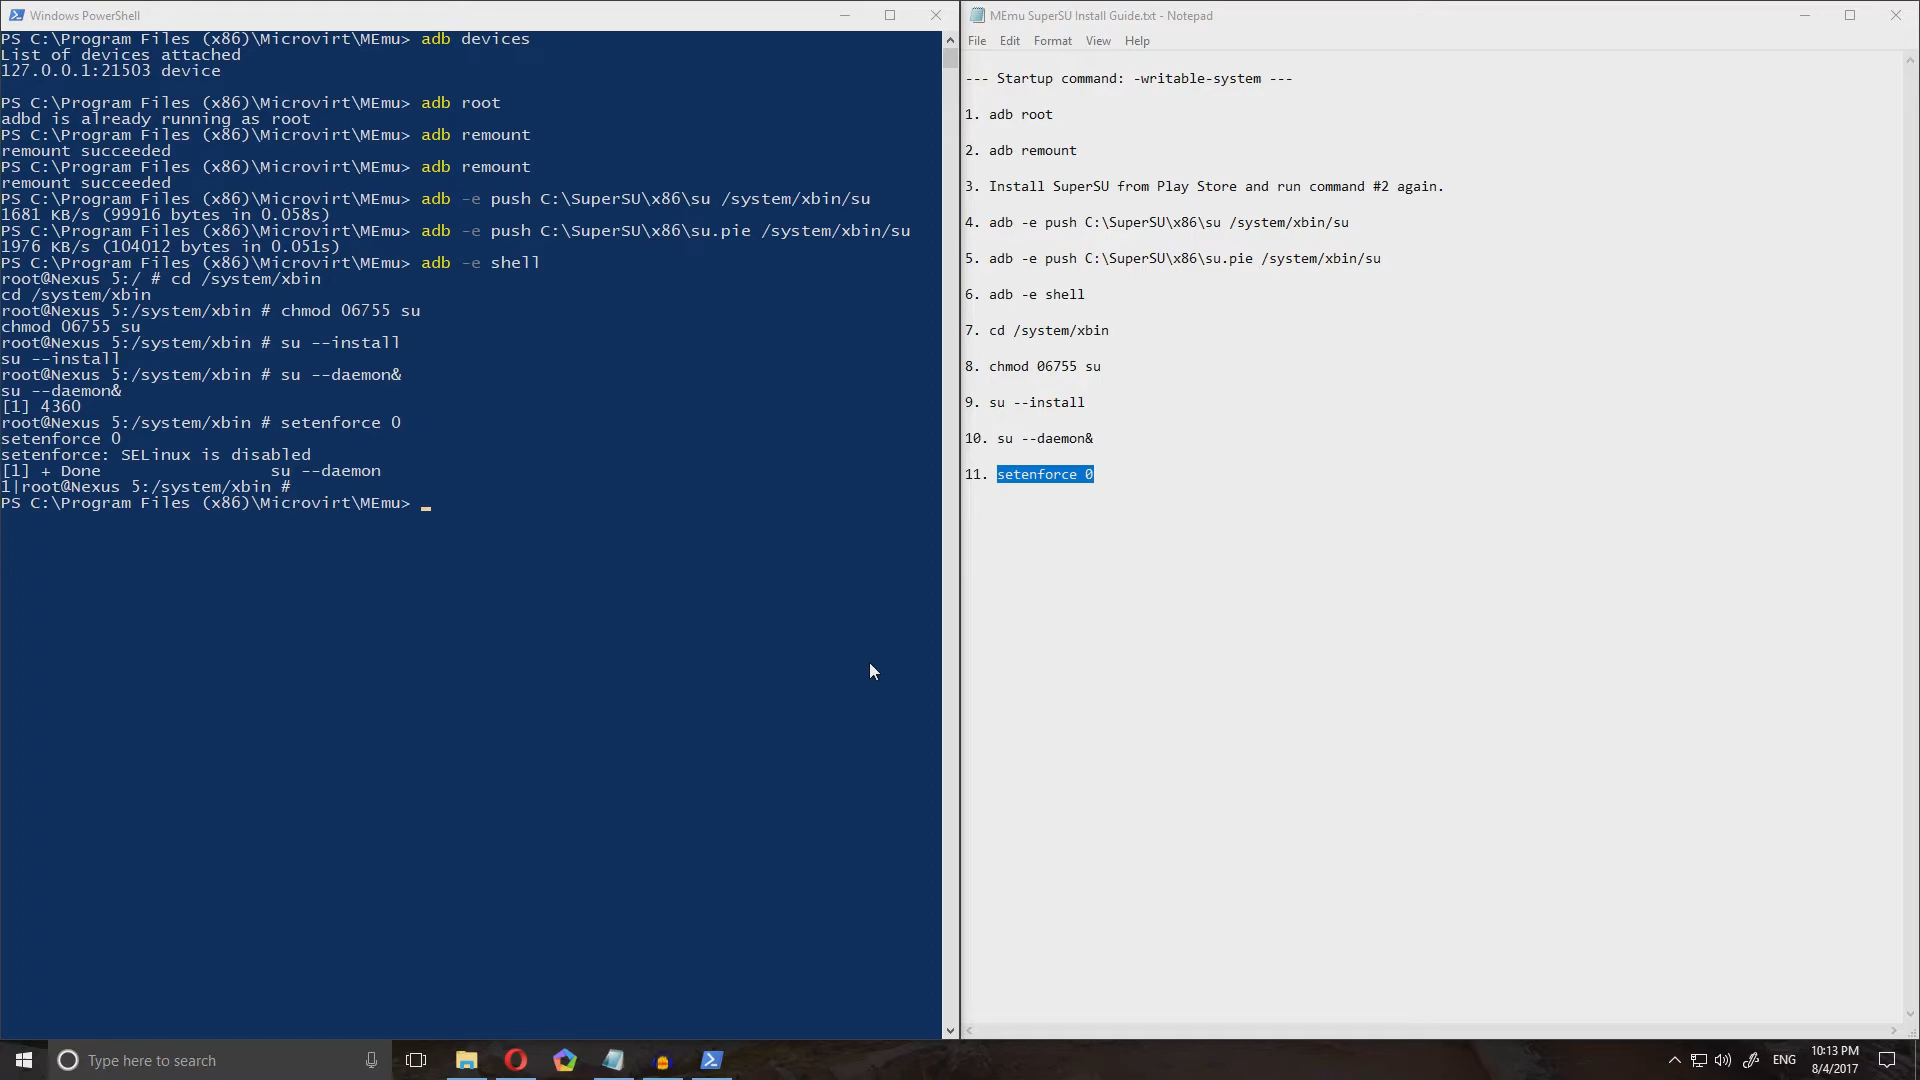 Windows PowerShell
PS C:\Program Files (x86)\Microvirt\MEmu> adb devices
List of devices attached
127.0.0.1:21503 device
PS C:\Program Files (x86)\Microvirt\MEmu> adb root
adbd is already running as root
PS C:\Program Files (x86)\Microvirt\MEmu> adb remount
remount succeeded
PS C:\Program Files (x86)\Microvirt\MEmu> adb remount
remount succeeded
PS C:\Program Files (x86)\Microvirt\MEmu> adb -e push C:\SuperSU\x86\su /system/xbin/su
1681 KB/s (99916 bytes in 0.058s)
PS C:\Program Files (x86)\Microvirt\MEmu> adb -e push C:\SuperSU\x86\su.pie /system/xbin/su
1976 KB/s (104012 bytes in 0.051s)
PS C:\Program Files (x86)\Microvirt\MEmu> adb -e shell
root@Nexus 5:/ # cd /system/xbin
cd /system/xbin
root@Nexus 5:/system/xbin # chmod 06755 su
chmod 06755 su
root@Nexus 5:/system/xbin # su --install
su --install
root@Nexus 5:/system/xbin # su --daemon&
su --daemon&
[1] 4360
root@Nexus 5:/system/xbin # setenforce 0
setenforce 0
setenforce: SELinux is disabled
[1] + Done                 su --daemon
1|root@Nexus 5:/system/xbin #
PS C:\Program Files (x86)\Microvirt\MEmu>
MEmu SuperSU Install Guide.txt - Notepad
File Edit Format View Help
--- Startup command: -writable-system ---
1. adb root
2. adb remount
3. Install SuperSU from Play Store and run command #2 again.
4. adb -e push C:\SuperSU\x86\su /system/xbin/su
5. adb -e push C:\SuperSU\x86\su.pie /system/xbin/su
6. adb -e shell
7. cd /system/xbin
8. chmod 06755 su
9. su --install
10. su --daemon&
11. setenforce 0
Type here to search
ENG
10:13 PM
8/4/2017